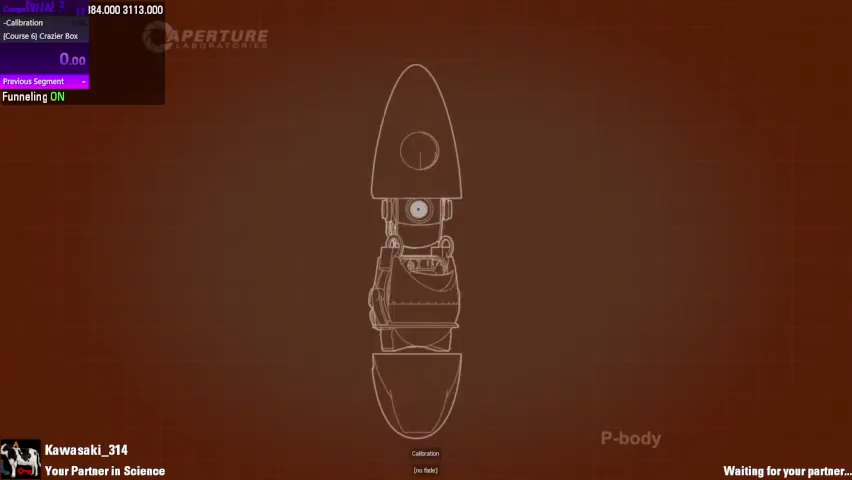 384.000 3113.000
-Calibration
{Course 6} Crazier Box
0.00
Previous Segment -
Funneling ON
APERTURE
LABORATORIES
P-body
Kawasaki_314
Your Partner in Science
Calibration
[no fade]
Waiting for your partner...